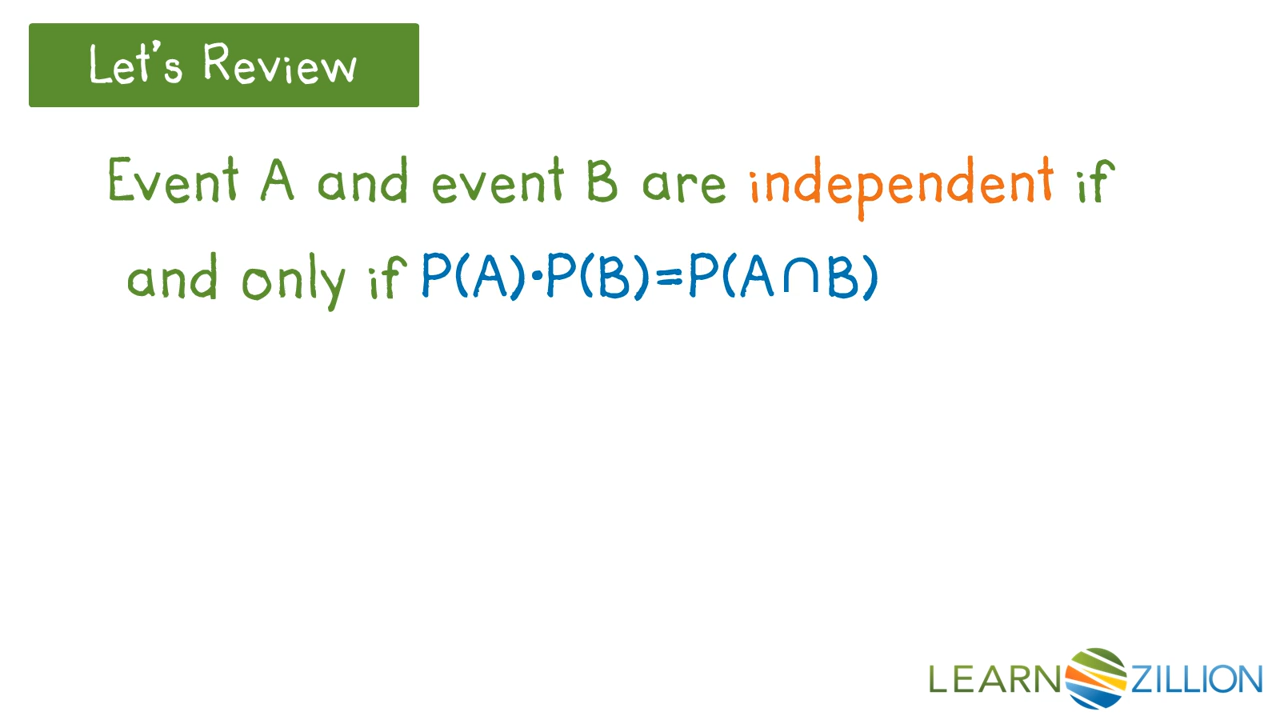 Let's Review
Event A and event B are independent if
and only if P(A)•P(B)=P(A∩B)
LEARN ZILLION